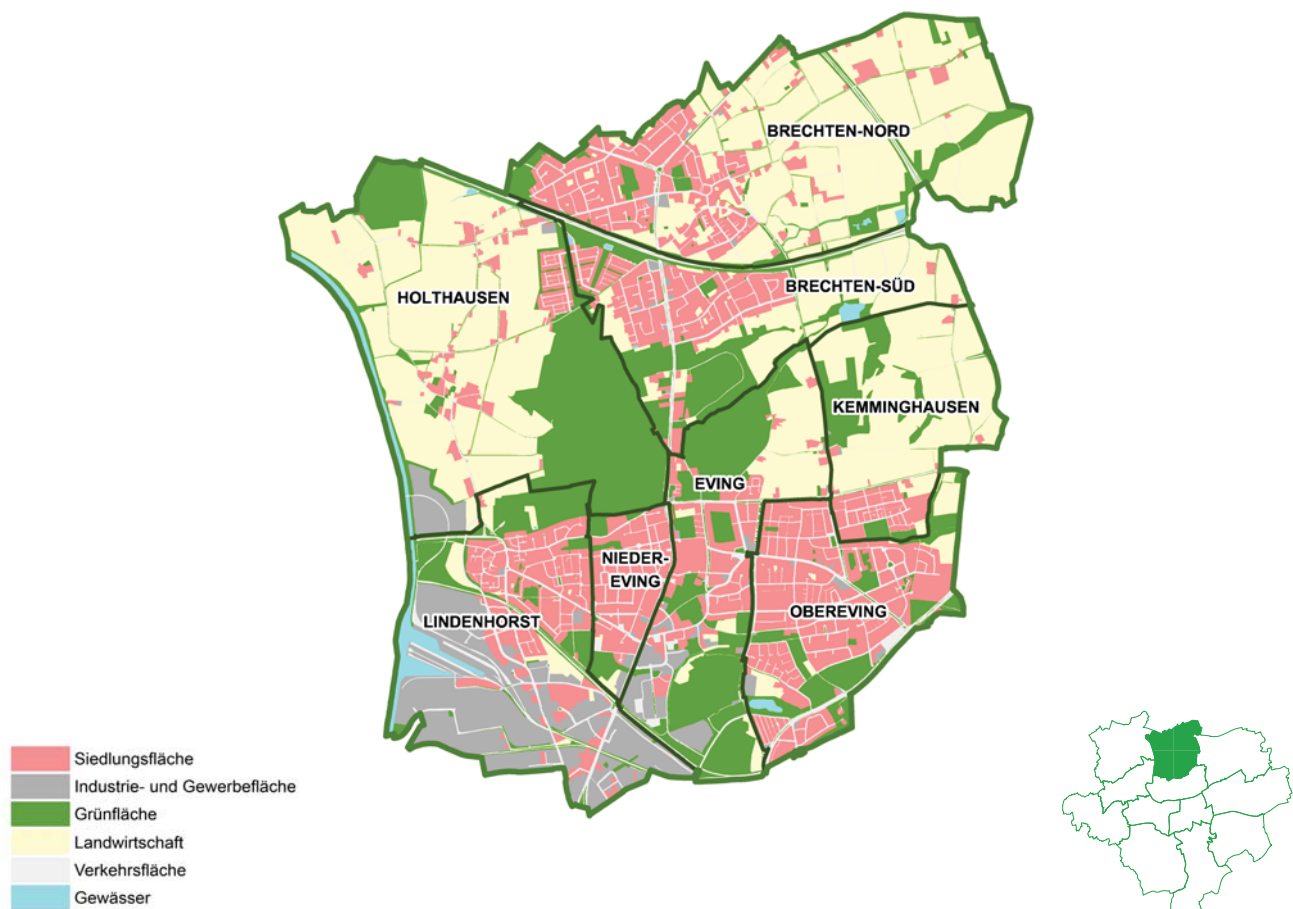 BRECHTEN-NORD
BRECHTEN-SÜD
HOLTHAUSEN
KEMMINGHAUSEN
EVING
NIEDER-
EVING
OBEREVING
LINDENHORST
Siedlungsfläche
Industrie- und Gewerbefläche
Grünfläche
Landwirtschaft
Verkehrsfläche
Gewässer